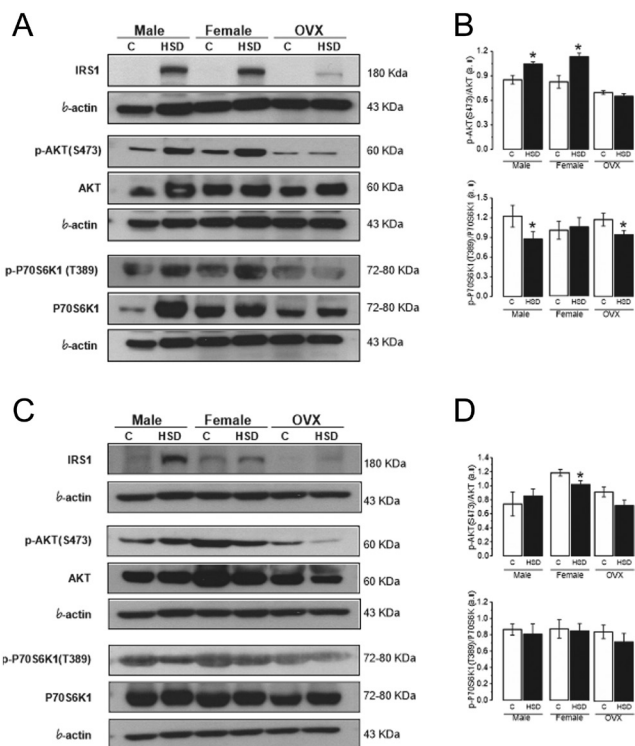 A
Male Female OVX
C HSD C HSD C HSD
IRS1 180 Kda
b-actin 43 KDa
p-AKT(S473) 60 KDa
AKT 60 KDa
b-actin 43 KDa
p-P70S6K1 (T389) 72-80 KDa
P70S6K1 72-80 KDa
b-actin 43 KDa
B
p-AKT(S473)/AKT (a.u)
1.2
0.9
0.6
0.3
0.0
* *
C HSD C HSD C HSD
Male Female OVX
p-P70S6K1(T389)/P70S6K1 (a.u)
1.5
1.2
0.9
0.6
0.3
0.0
* *
C HSD C HSD C HSD
Male Female OVX
C
Male Female OVX
C HSD C HSD C HSD
IRS1 180 KDa
b-actin 43 KDa
p-AKT(S473) 60 KDa
AKT 60 KDa
b-actin 43 KDa
p-P70S6K1(T389) 72-80 KDa
P70S6K1 72-80 KDa
b-actin 43 KDa
D
p-AKT(S473)/AKT (a.u)
1.4
1.2
1.0
0.8
0.6
0.4
0.2
0.0
*
C HSD C HSD C HSD
Male Female OVX
p-P70S6K1(T389)/P70S6K (a.u)
1.2
1.0
0.8
0.6
0.4
0.2
0.0
C HSD C HSD C HSD
Male Female OVX